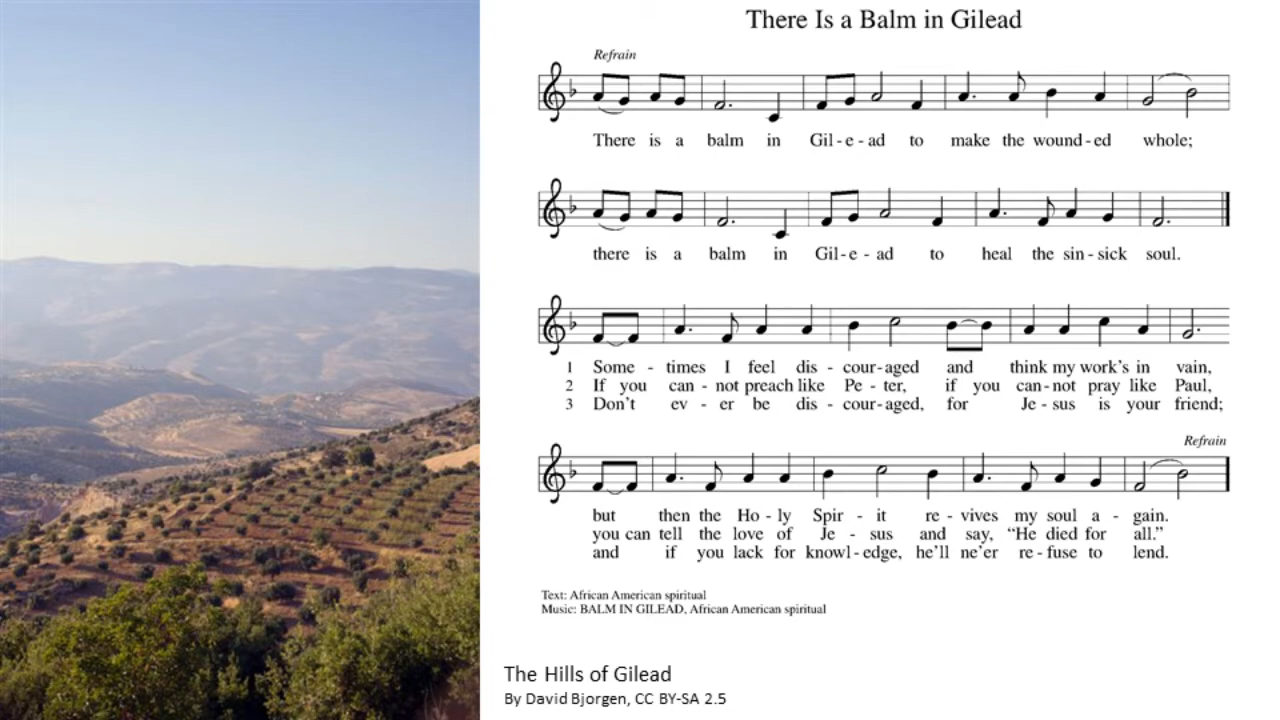 There Is a Balm in Gilead
Refrain
There is a balm in Gil - e - ad to make the wound - ed whole;
there is a balm in Gil - e - ad to heal the sin - sick soul.
1 Some - times I feel dis - cour - aged and think my work's in vain,
2 If you can - not preach like Pe - ter, if you can - not pray like Paul,
3 Don't ev - er be dis - cour - aged, for Je - sus is your friend;
Refrain
but then the Ho - ly Spir - it re - vives my soul a - gain.
you can tell the love of Je - sus and say, “He died for all.”
and if you lack for knowl - edge, he'll ne'er re - fuse to lend.
Text: African American spiritual
Music: BALM IN GILEAD, African American spiritual
The Hills of Gilead
By David Bjorgen, CC BY-SA 2.5